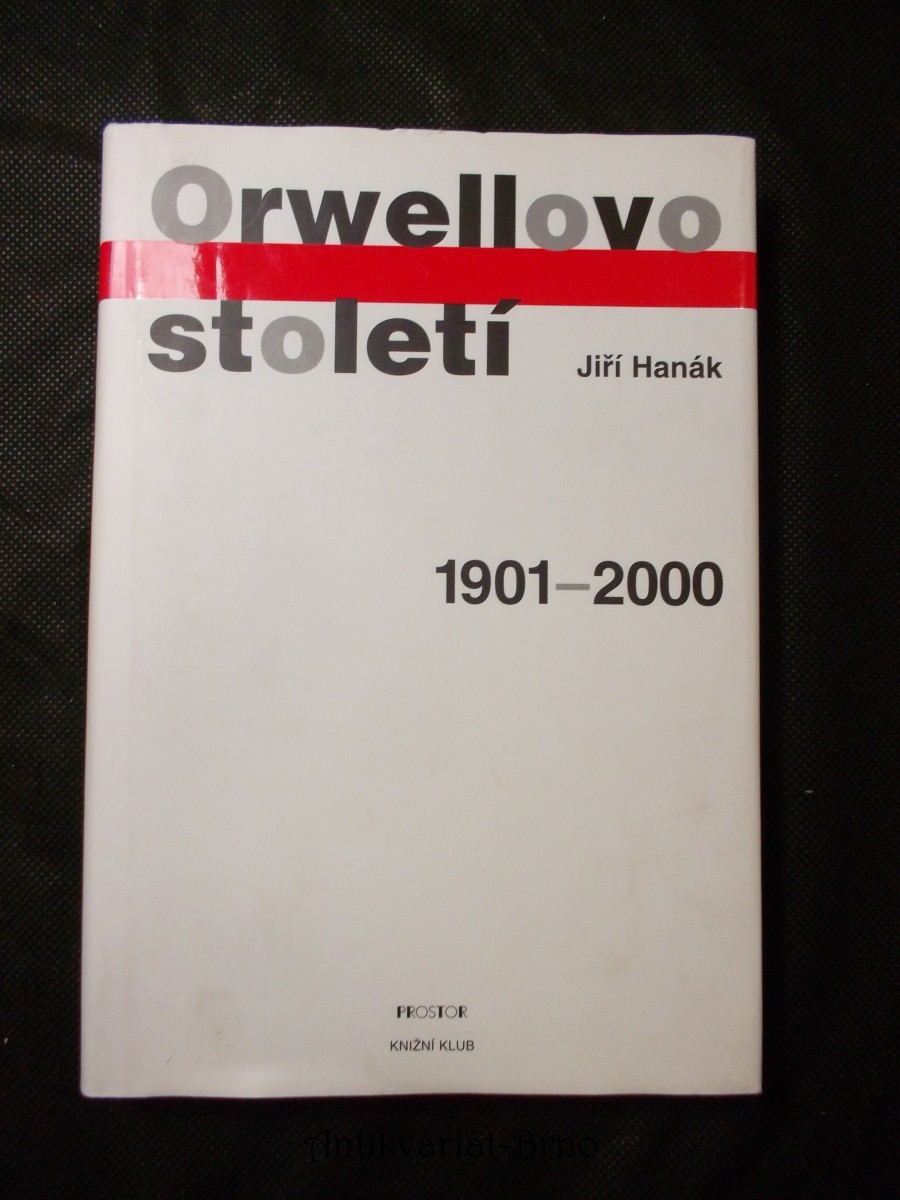 Orwellovo
století
Jiří Hanák
1901–2000
PROSTOR
KNIŽNÍ KLUB
Antikvariat-Brno